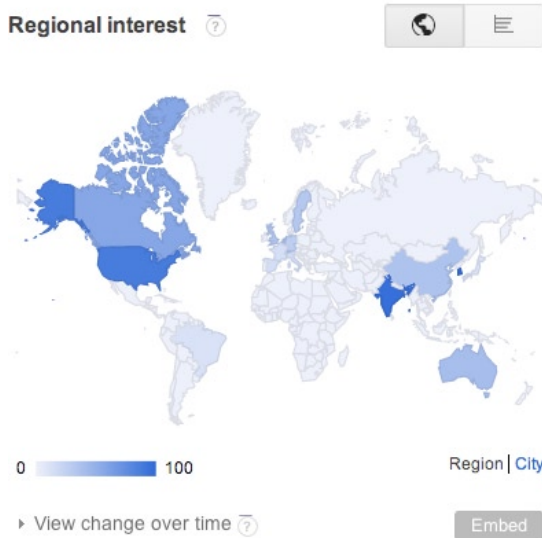 Regional interest ?
0 100
Region | City
View change over time ?
Embed